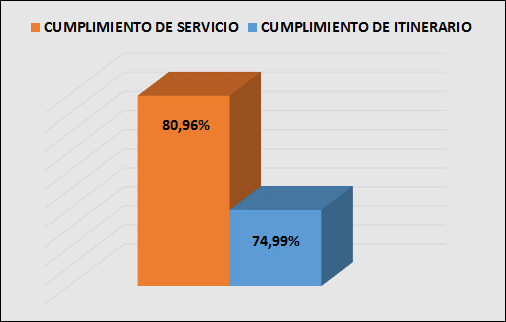 CUMPLIMIENTO DE SERVICIO CUMPLIMIENTO DE ITINERARIO
80,96%
74,99%